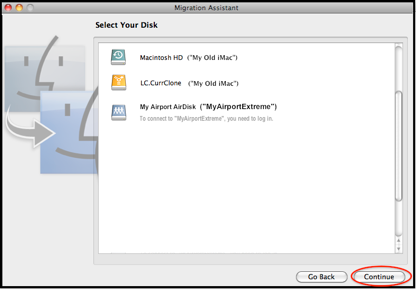 Migration Assistant
Select Your Disk
Macintosh HD ("My Old iMac")
LC.CurrClone ("My Old iMac")
My Airport AirDisk ("MyAirportExtreme")
To connect to "MyAirportExtreme", you need to log in.
Go Back Continue